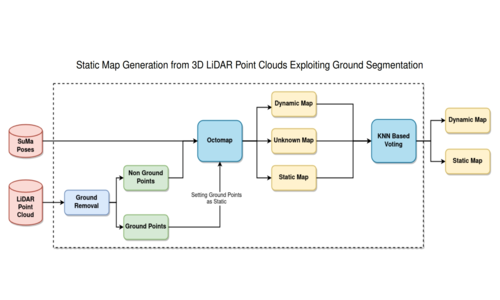 Static Map Generation from 3D LiDAR Point Clouds Exploiting Ground Segmentation
SuMa
Poses
LiDAR
Point
Cloud
Ground
Removal
Non Ground
Points
Ground Points
Octomap
Setting Ground Points
as Static
Dynamic Map
Unknown Map
Static Map
KNN Based
Voting
Dynamic Map
Static Map